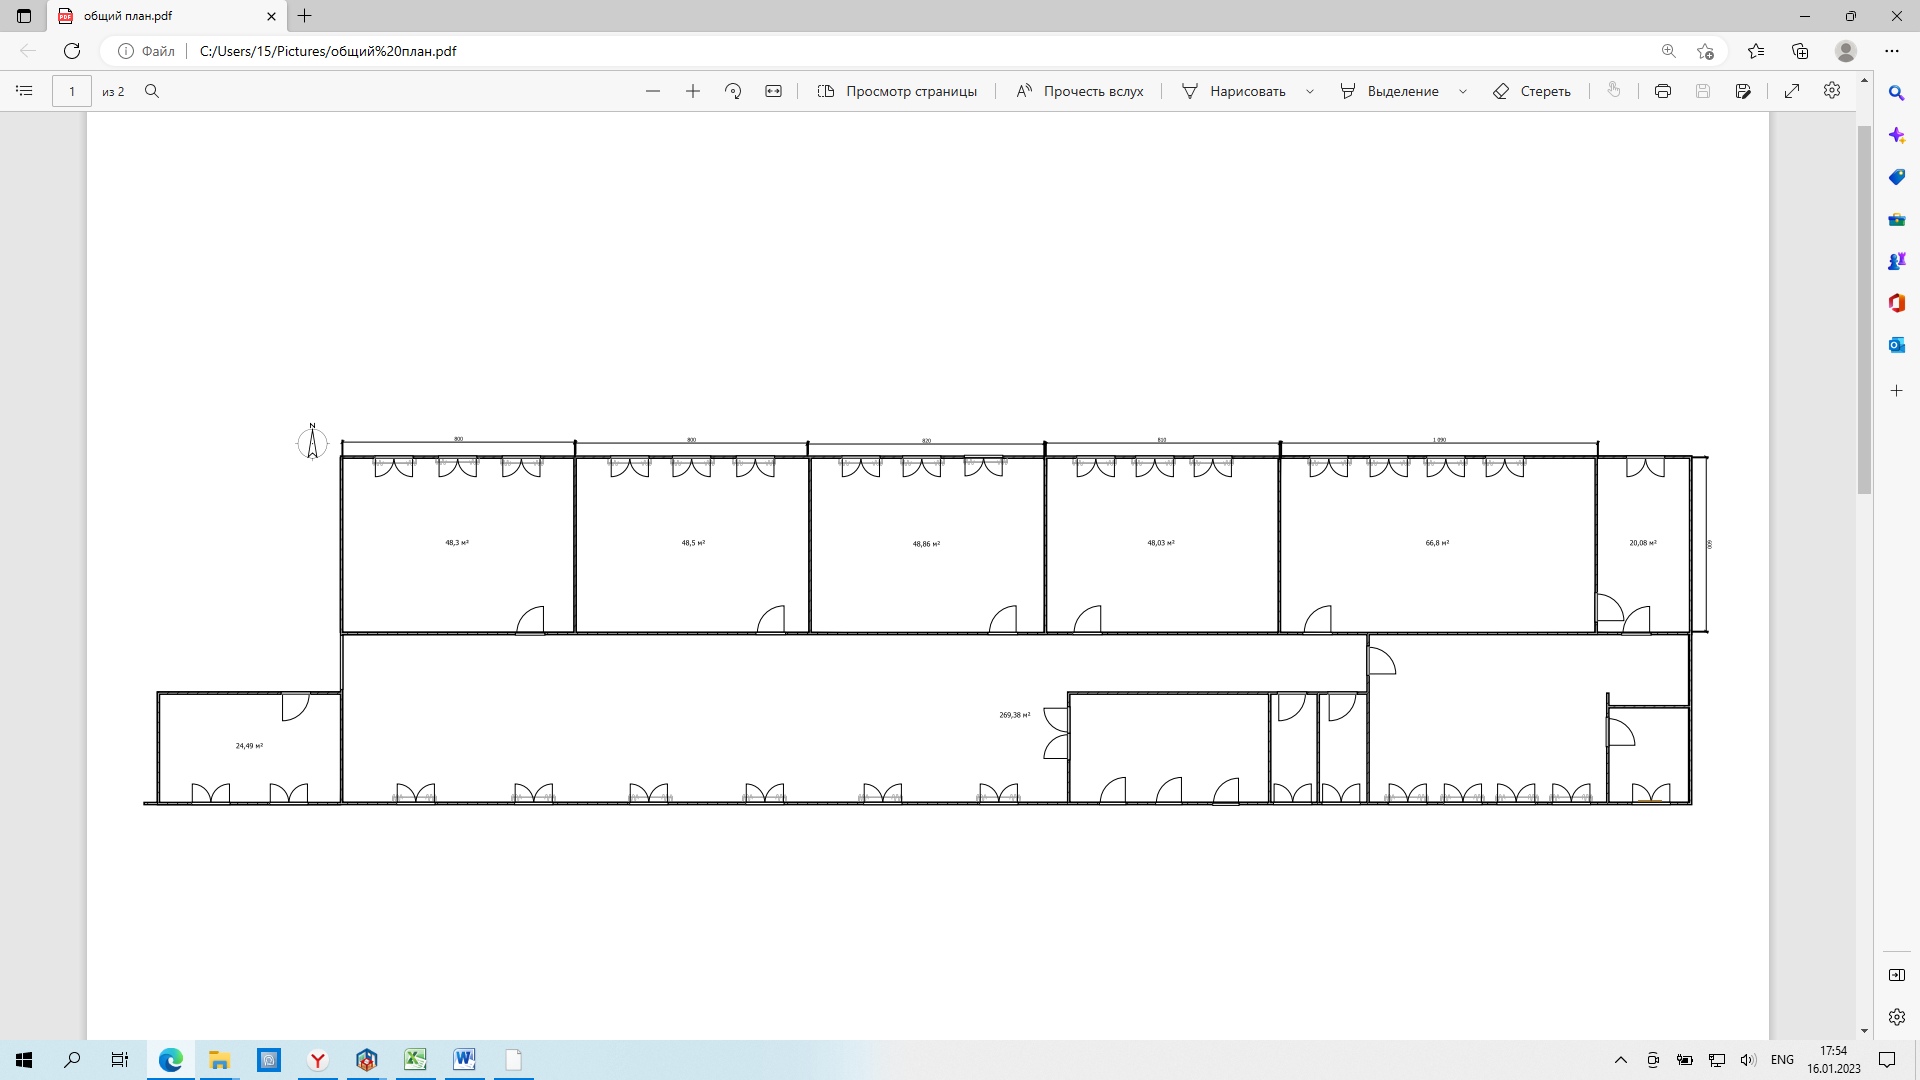 общий план.pdf
Файл
C:/Users/15/Pictures/общий%20план.pdf
1
из 2
Просмотр страницы
Прочесть вслух
Нарисовать
Выделение
Стереть
N
800
800
820
810
1 090
48,3 м²
48,5 м²
48,86 м²
48,03 м²
66,8 м²
20,08 м²
600
269,38 м²
24,49 м²
ENG
17:54
16.01.2023